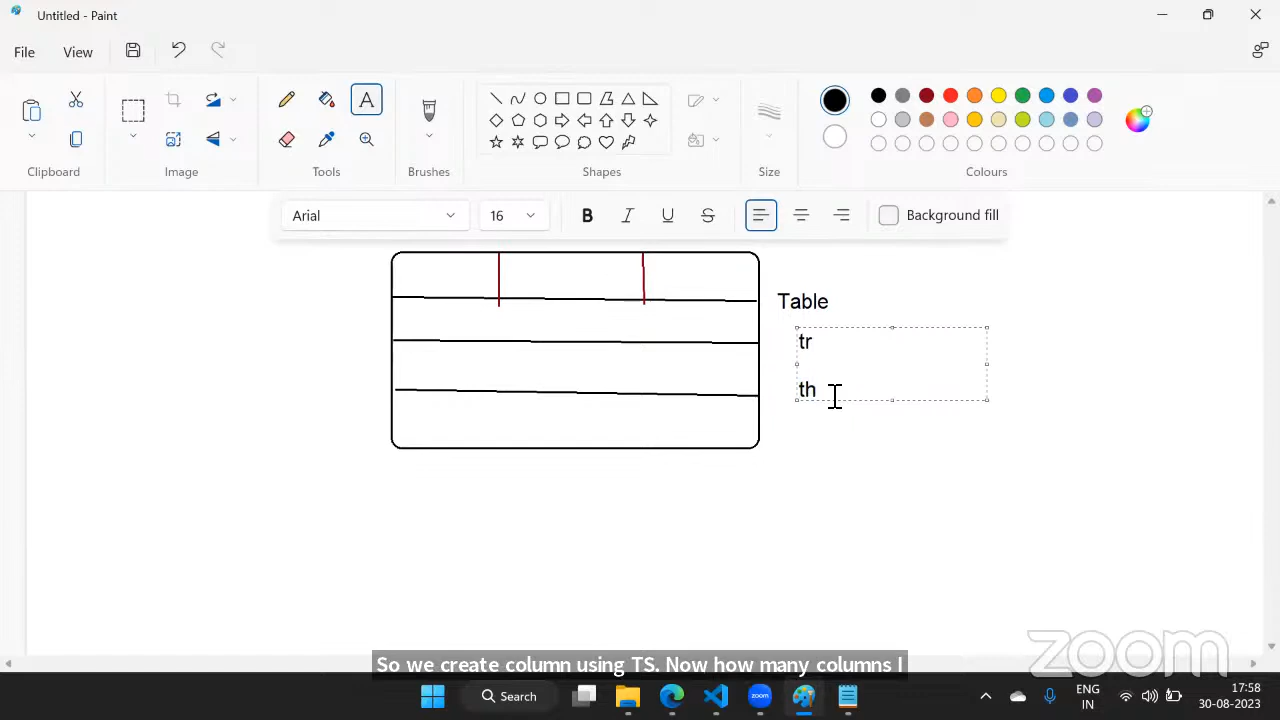 Untitled - Paint
File
View
Clipboard
Image
Tools
Brushes
Shapes
Size
Colours
A
Arial
16
B
I
U
S
Background fill
Table
tr
th
zoom
So we create column using TS. Now how many columns I
Search
zoom
ENG
IN
17:58
30-08-2023